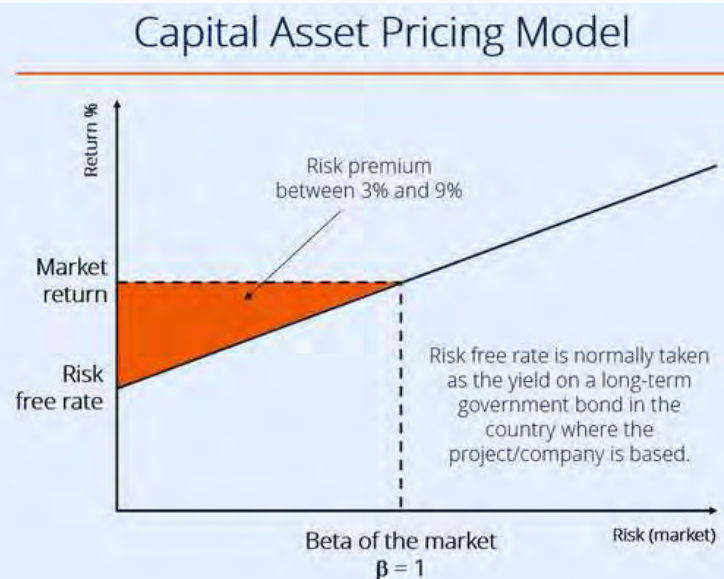 Capital Asset Pricing Model
Return %
Risk premium
between 3% and 9%
Market
return
Risk
free rate
Risk free rate is normally taken
as the yield on a long-term
government bond in the
country where the
project/company is based.
Beta of the market
β = 1
Risk (market)